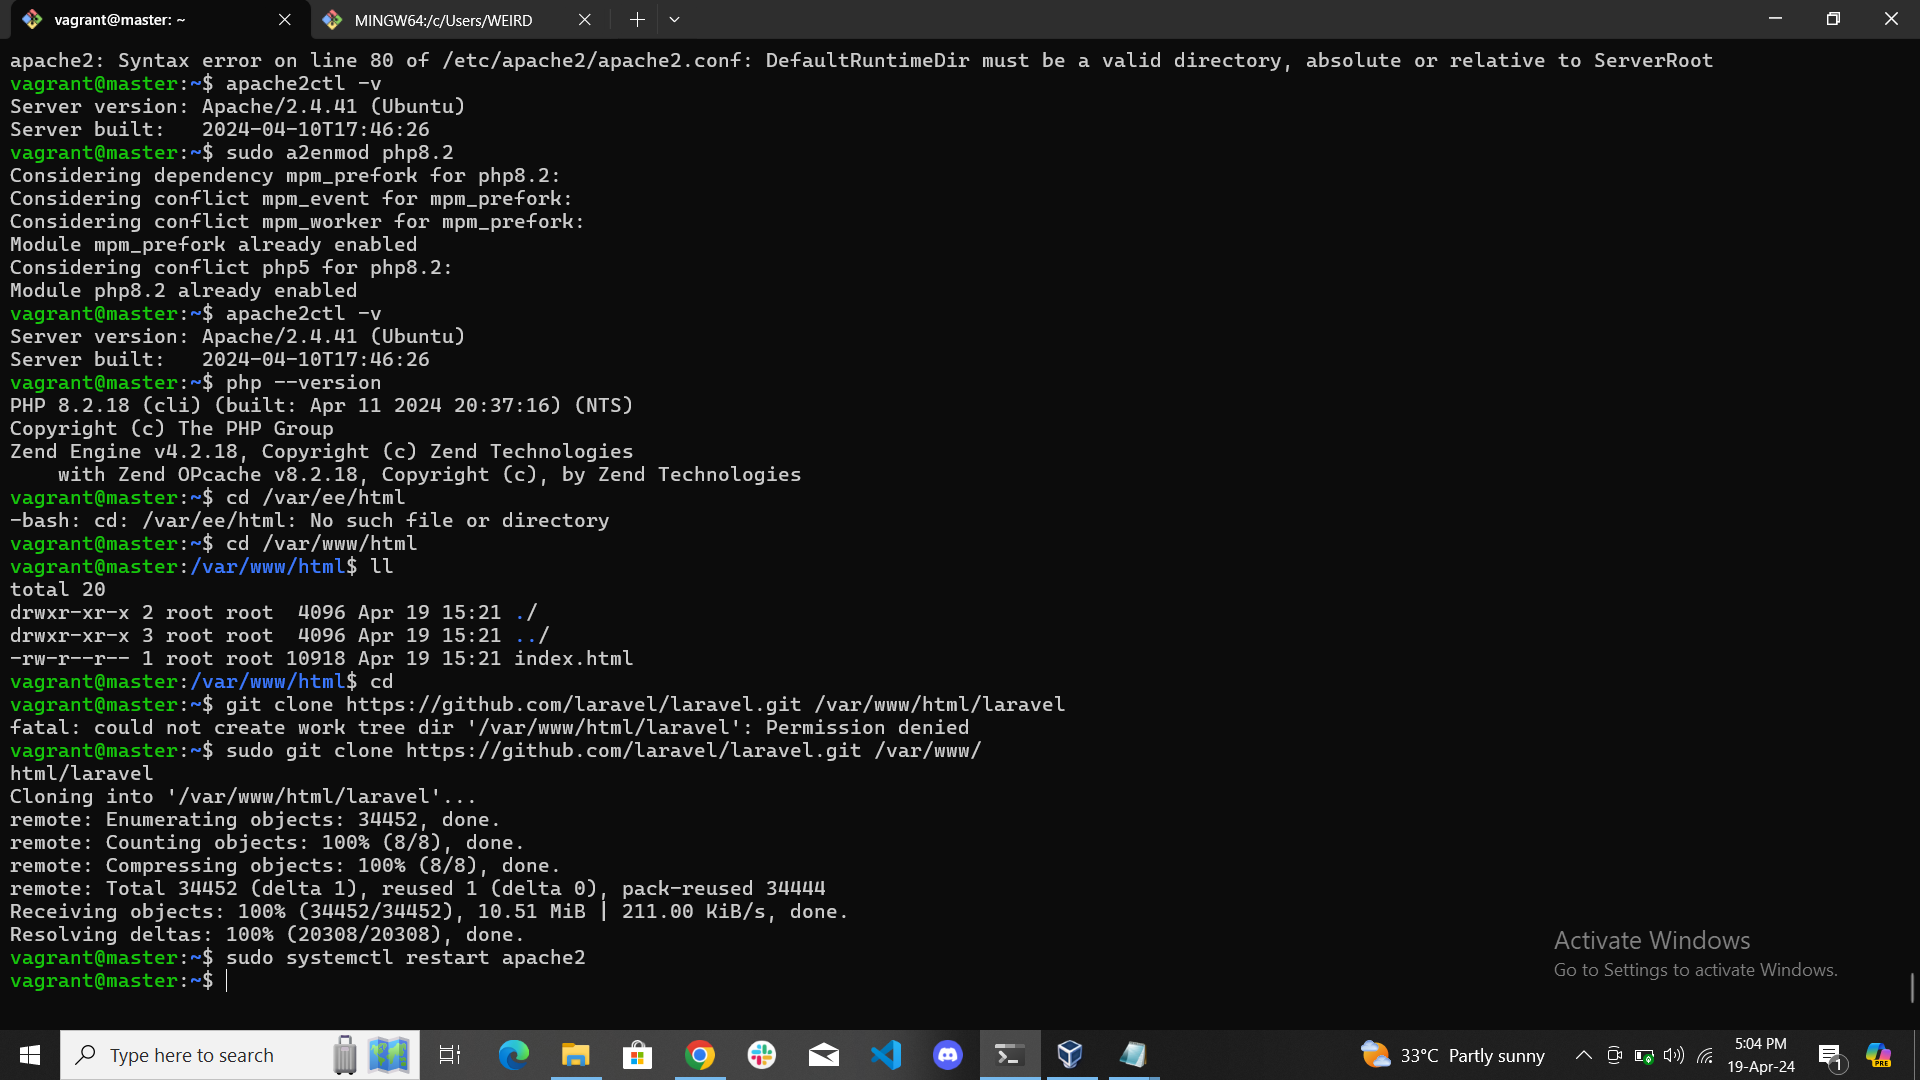 vagrant@master: ~
MINGW64:/c/Users/WEIRD
apache2: Syntax error on line 80 of /etc/apache2/apache2.conf: DefaultRuntimeDir must be a valid directory, absolute or relative to ServerRoot
vagrant@master:~$ apache2ctl -v
Server version: Apache/2.4.41 (Ubuntu)
Server built:   2024-04-10T17:46:26
vagrant@master:~$ sudo a2enmod php8.2
Considering dependency mpm_prefork for php8.2:
Considering conflict mpm_event for mpm_prefork:
Considering conflict mpm_worker for mpm_prefork:
Module mpm_prefork already enabled
Considering conflict php5 for php8.2:
Module php8.2 already enabled
vagrant@master:~$ apache2ctl -v
Server version: Apache/2.4.41 (Ubuntu)
Server built:   2024-04-10T17:46:26
vagrant@master:~$ php --version
PHP 8.2.18 (cli) (built: Apr 11 2024 20:37:16) (NTS)
Copyright (c) The PHP Group
Zend Engine v4.2.18, Copyright (c) Zend Technologies
    with Zend OPcache v8.2.18, Copyright (c), by Zend Technologies
vagrant@master:~$ cd /var/ee/html
-bash: cd: /var/ee/html: No such file or directory
vagrant@master:~$ cd /var/www/html
vagrant@master:/var/www/html$ ll
total 20
drwxr-xr-x 2 root root  4096 Apr 19 15:21 ./
drwxr-xr-x 3 root root  4096 Apr 19 15:21 ../
-rw-r--r-- 1 root root 10918 Apr 19 15:21 index.html
vagrant@master:/var/www/html$ cd
vagrant@master:~$ git clone https://github.com/laravel/laravel.git /var/www/html/laravel
fatal: could not create work tree dir '/var/www/html/laravel': Permission denied
vagrant@master:~$ sudo git clone https://github.com/laravel/laravel.git /var/www/
html/laravel
Cloning into '/var/www/html/laravel'...
remote: Enumerating objects: 34452, done.
remote: Counting objects: 100% (8/8), done.
remote: Compressing objects: 100% (8/8), done.
remote: Total 34452 (delta 1), reused 1 (delta 0), pack-reused 34444
Receiving objects: 100% (34452/34452), 10.51 MiB | 211.00 KiB/s, done.
Resolving deltas: 100% (20308/20308), done.
vagrant@master:~$ sudo systemctl restart apache2
vagrant@master:~$
Activate Windows
Go to Settings to activate Windows.
Type here to search
33°C Partly sunny
5:04 PM
19-Apr-24
1
PRE